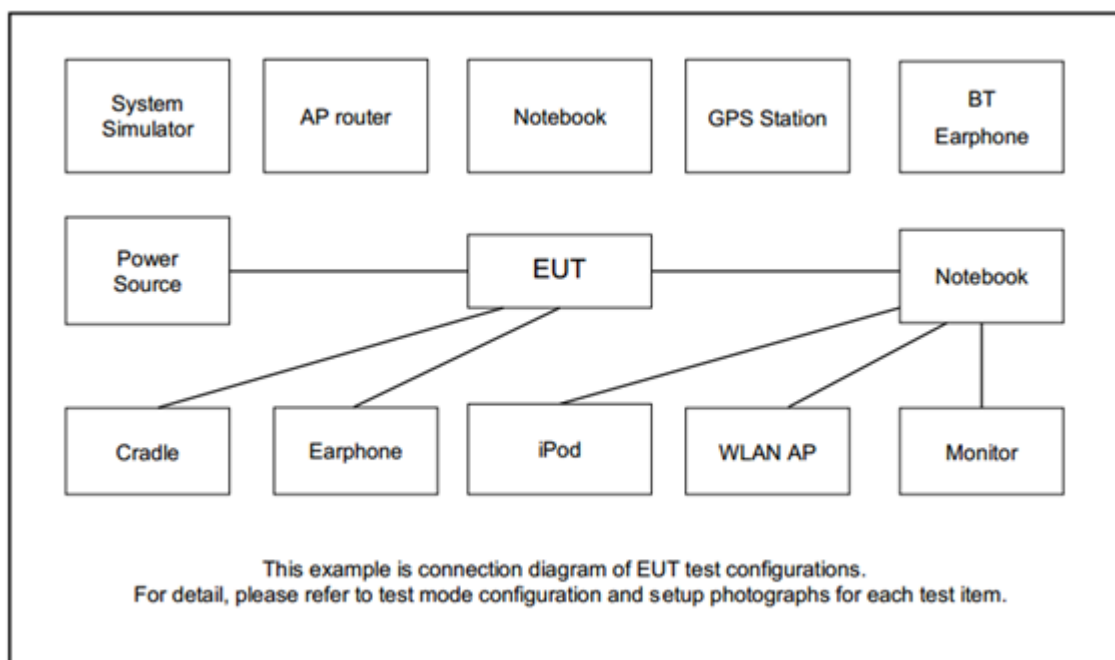 System
Simulator
AP router
Notebook
GPS Station
BT
Earphone
Power
Source
EUT
Notebook
Cradle
Earphone
iPod
WLAN AP
Monitor
This example is connection diagram of EUT test configurations.
For detail, please refer to test mode configuration and setup photographs for each test item.